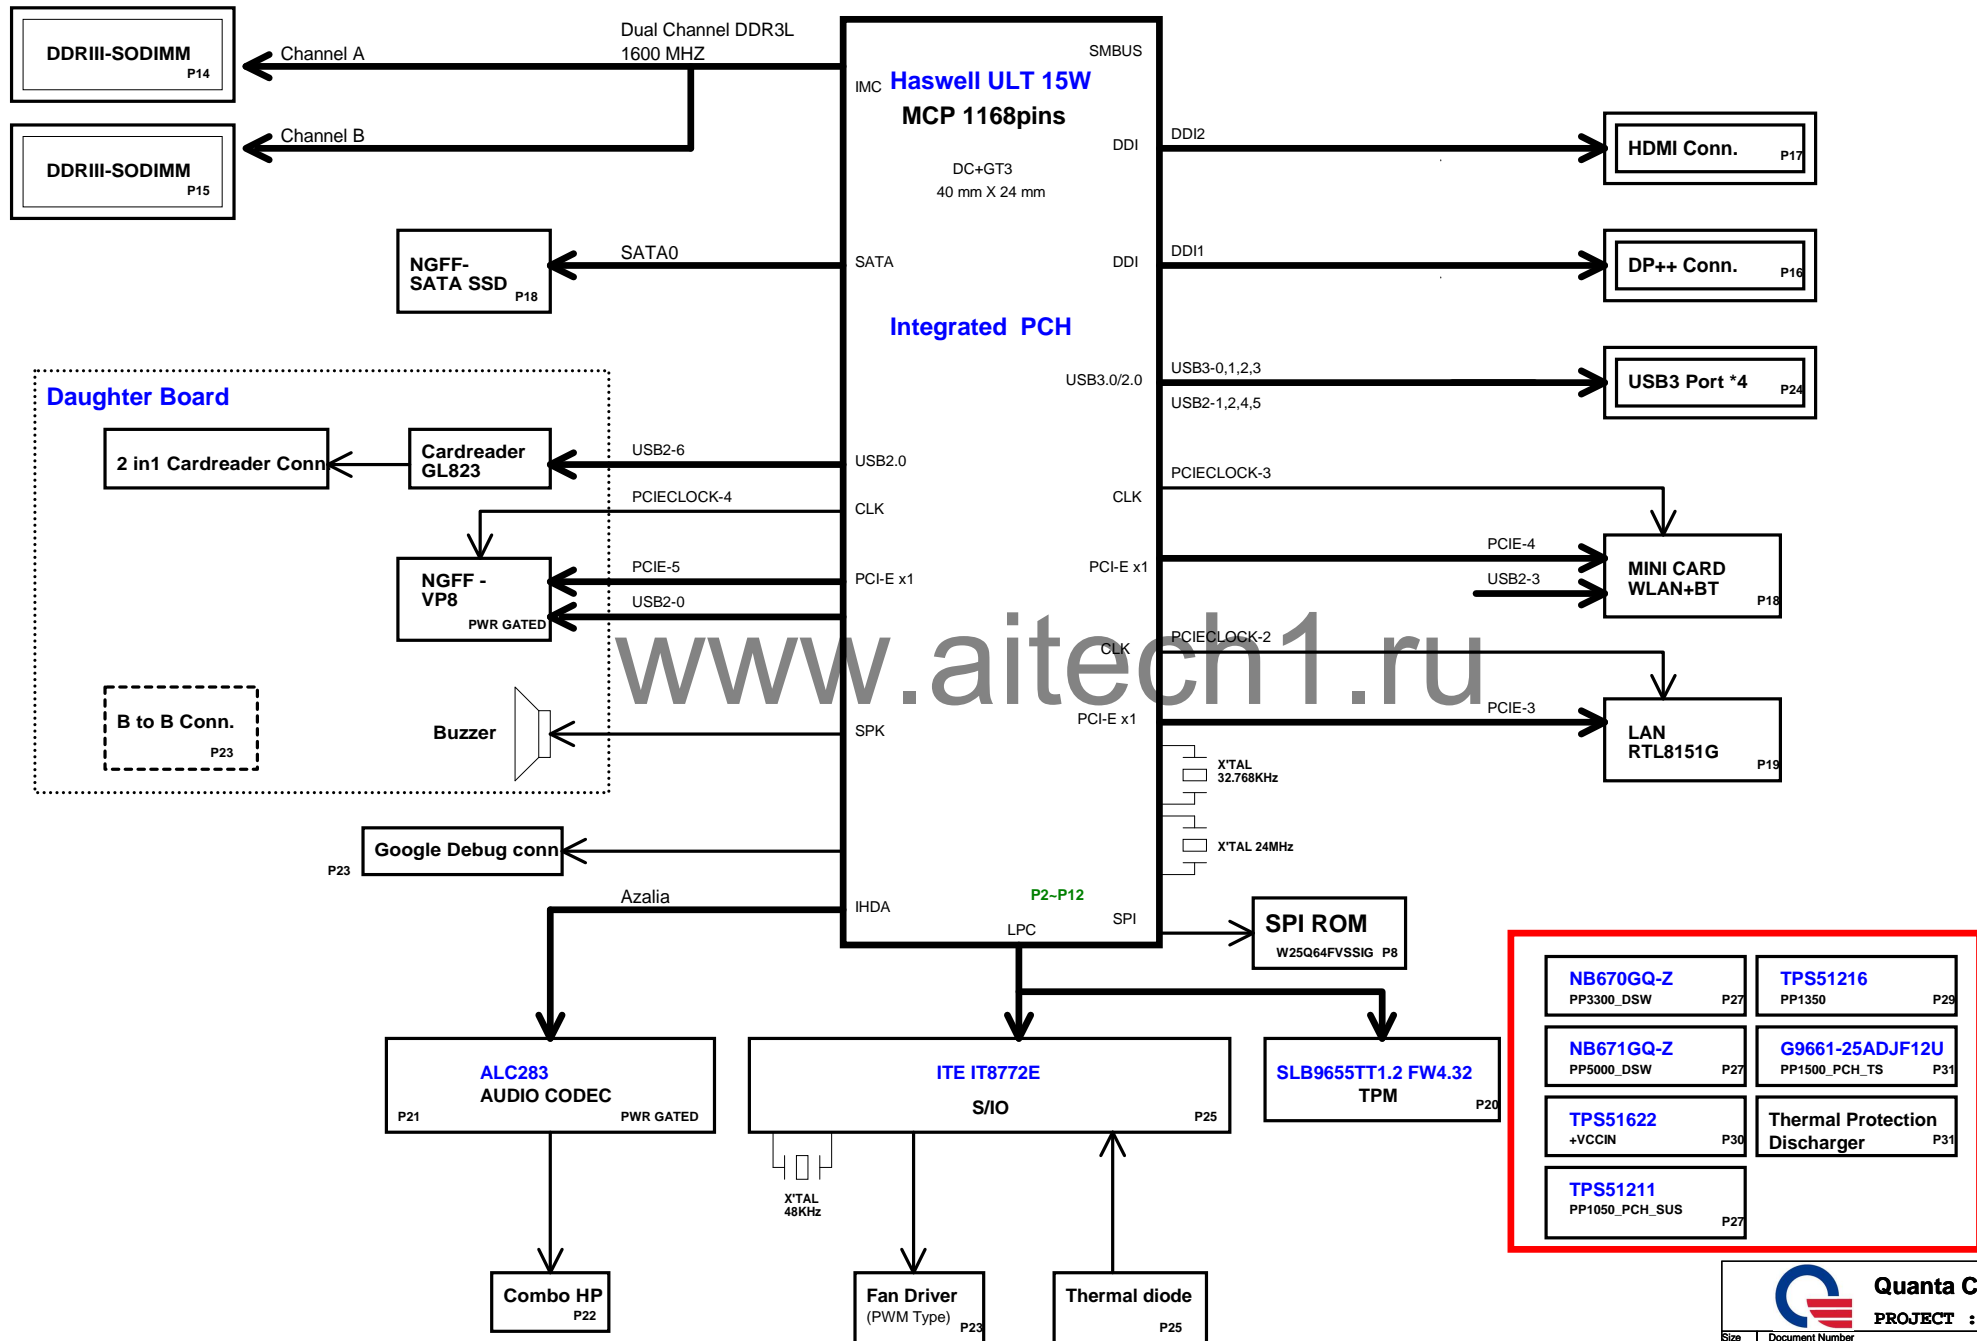 DDRIII-SODIMM
P14
Channel A
Dual Channel DDR3L
1600 MHZ
DDRIII-SODIMM
P15
Channel B
IMC
Haswell ULT 15W
MCP 1168pins
DC+GT3
40 mm X 24 mm
SMBUS
DDI
DDI2
HDMI Conn.
P17
NGFF-
SATA SSD
P18
SATA0
SATA
DDI
DDI1
DP++ Conn.
P16
Integrated PCH
USB3.0/2.0
USB3-0,1,2,3
USB2-1,2,4,5
USB3 Port *4
P24
Daughter Board
2 in1 Cardreader Conn
Cardreader
GL823
USB2-6
USB2.0
PCIECLOCK-4
CLK
CLK
PCIECLOCK-3
NGFF -
VP8
PWR GATED
PCIE-5
PCI-E x1
USB2-0
PCI-E x1
PCIE-4
USB2-3
MINI CARD
WLAN+BT
P18
www.aitech1.ru
CLK
PCIECLOCK-2
B to B Conn.
P23
Buzzer
SPK
PCI-E x1
PCIE-3
LAN
RTL8151G
P19
X'TAL
32.768KHz
X'TAL 24MHz
Google Debug conn
P23
Azalia
IHDA
P2~P12
LPC
SPI
SPI ROM
W25Q64FVSSIG P8
ALC283
AUDIO CODEC
P21
PWR GATED
ITE IT8772E
S/IO
P25
SLB9655TT1.2 FW4.32
TPM
P20
X'TAL
48KHz
Combo HP
P22
Fan Driver
(PWM Type)
P23
Thermal diode
P25
NB670GQ-Z
PP3300_DSW
P27
TPS51216
PP1350
P29
NB671GQ-Z
PP5000_DSW
P27
G9661-25ADJF12U
PP1500_PCH_TS
P31
TPS51622
+VCCIN
P30
Thermal Protection
Discharger
P31
TPS51211
PP1050_PCH_SUS
P27
Quanta C
PROJECT :
Size
Document Number